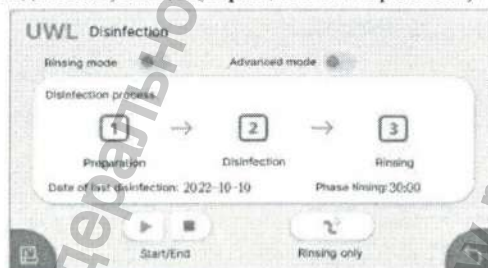 UWL Disinfection
Rinsing mode Advanced mode
Disinfection process
1 → 2 → 3
Preparation Disinfection Rinsing
Date of last disinfection: 2022-10-10 Phase timing: 30:00
Start/End Rinsing only